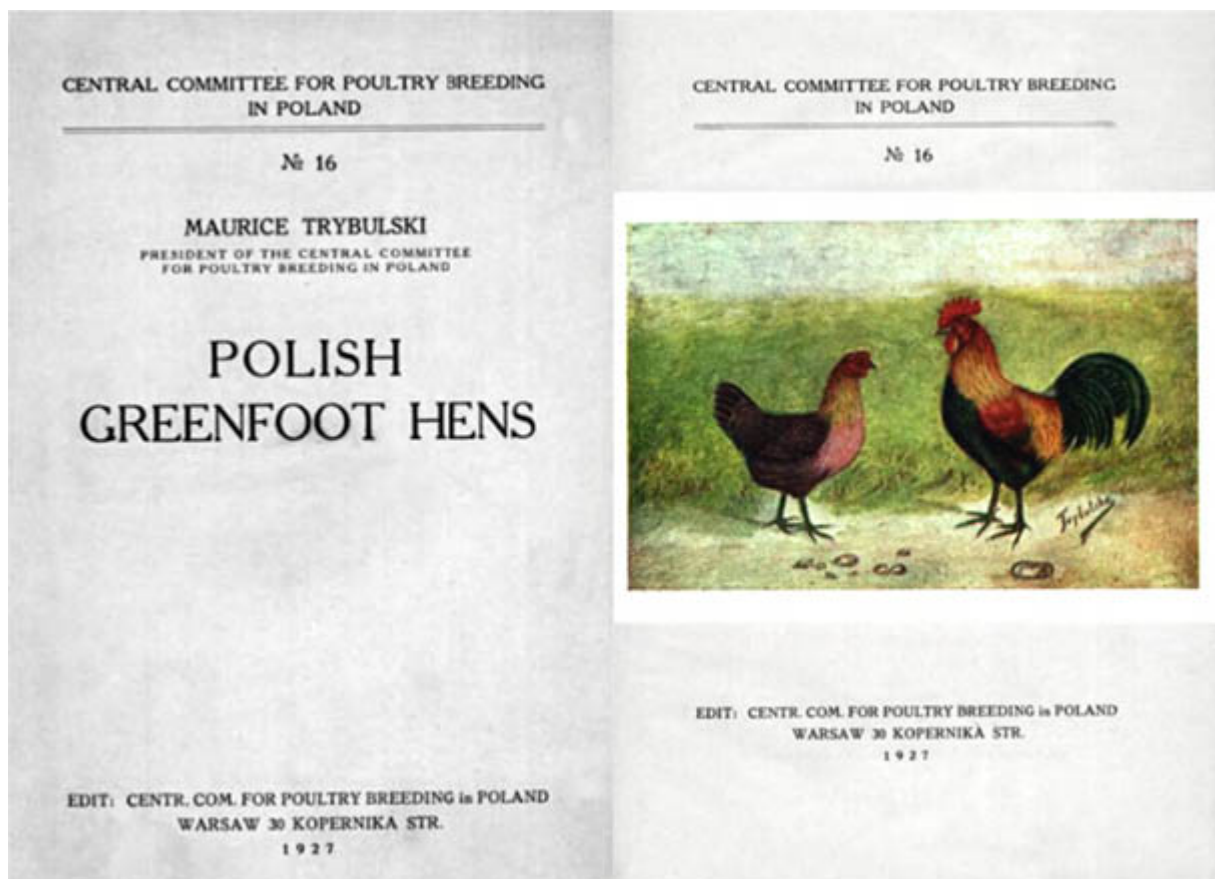 CENTRAL COMMITTEE FOR POULTRY BREEDING
IN POLAND
№ 16
MAURICE TRYBULSKI
PRESIDENT OF THE CENTRAL COMMITTEE
FOR POULTRY BREEDING IN POLAND
POLISH
GREENFOOT HENS
EDIT: CENTR. COM. FOR POULTRY BREEDING in POLAND
WARSAW 30 KOPERNIKA STR.
1927
CENTRAL COMMITTEE FOR POULTRY BREEDING
IN POLAND
№ 16
Trybulski
EDIT: CENTR. COM. FOR POULTRY BREEDING in POLAND
WARSAW 30 KOPERNIKA STR.
1927